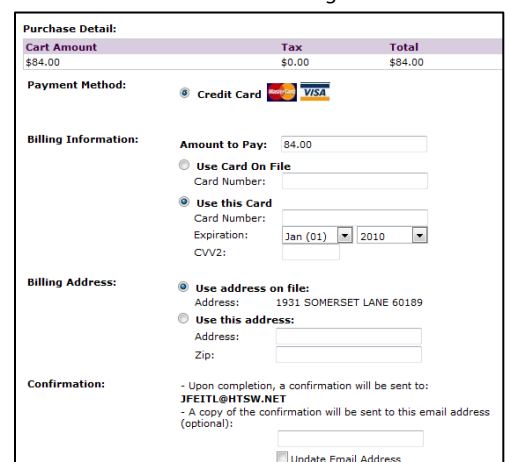 Purchase Detail:
Cart Amount Tax Total
$84.00 $0.00 $84.00
Payment Method:
Credit Card MasterCard VISA
Billing Information:
Amount to Pay: 84.00
Use Card On File
Card Number:
Use this Card
Card Number:
Expiration: Jan (01) 2010
CVV2:
Billing Address:
Use address on file:
Address: 1931 SOMERSET LANE 60189
Use this address:
Address:
Zip:
Confirmation:
- Upon completion, a confirmation will be sent to:
JFEITL@HTSW.NET
- A copy of the confirmation will be sent to this email address
(optional):
Update Email Address